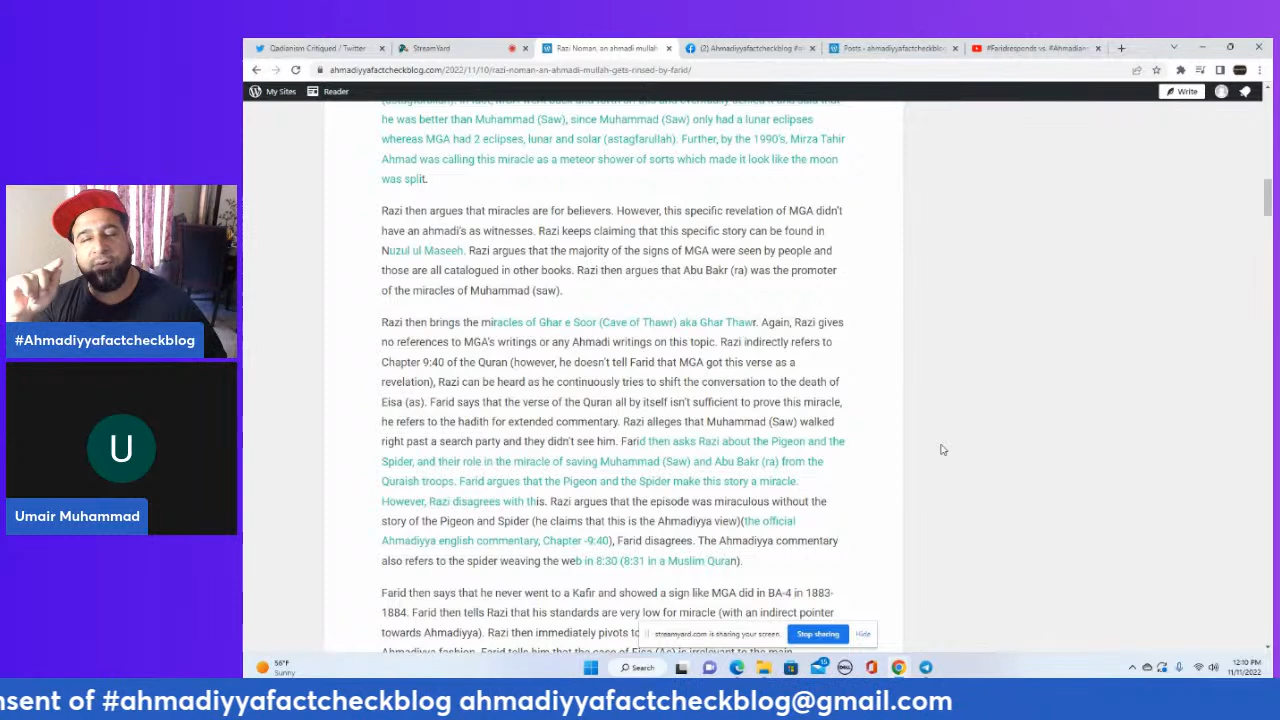 Qadianism Critiqued / Twitter
StreamYard
Razi Noman, an ahmadi mullah
(2) Ahmadiyyafactcheckblog
Posts - ahmadiyyafactcheckblog
#Faridresponds vs. #Ahmadian
ahmadiyyafactcheckblog.com/2022/11/10/razi-noman-an-ahmadi-mullah-gets-rinsed-by-farid/
My Sites
Reader
Write
he was better than Muhammad (Saw), since Muhammad (Saw) only had a lunar eclipses
whereas MGA had 2 eclipses, lunar and solar (astagfarullah). Further, by the 1990's, Mirza Tahir
Ahmad was calling this miracle as a meteor shower of sorts which made it look like the moon
was split.
Razi then argues that miracles are for believers. However, this specific revelation of MGA didn't
have an ahmadi's as witnesses. Razi keeps claiming that this specific story can be found in
Nuzul ul Maseeh. Razi argues that the majority of the signs of MGA were seen by people and
those are all catalogued in other books. Razi then argues that Abu Bakr (ra) was the promoter
of the miracles of Muhammad (saw).
Razi then brings the miracles of Ghar e Soor (Cave of Thawr) aka Ghar Thawr. Again, Razi gives
no references to MGA's writings or any Ahmadi writings on this topic. Razi indirectly refers to
Chapter 9:40 of the Quran (however, he doesn't tell Farid that MGA got this verse as a
revelation), Razi can be heard as he continuously tries to shift the conversation to the death of
Eisa (as). Farid says that the verse of the Quran all by itself isn't sufficient to prove this miracle,
he refers to the hadith for extended commentary. Razi alleges that Muhammad (Saw) walked
right past a search party and they didn't see him. Farid then asks Razi about the Pigeon and the
Spider, and their role in the miracle of saving Muhammad (Saw) and Abu Bakr (ra) from the
Quraish troops. Farid argues that the Pigeon and the Spider make this story a miracle.
However, Razi disagrees with this. Razi argues that the episode was miraculous without the
story of the Pigeon and Spider (he claims that this is the Ahmadiyya view)(the official
Ahmadiyya english commentary, Chapter -9:40), Farid disagrees. The Ahmadiyya commentary
also refers to the spider weaving the web in 8:30 (8:31 in a Muslim Quran).
Farid then says that he never went to a Kafir and showed a sign like MGA did in BA-4 in 1883-
1884. Farid then tells Razi that his standards are very low for miracle (with an indirect pointer
towards Ahmadiyya). Razi then immediately pivots to
streamyard.com is sharing your screen.
Stop sharing
Hide
#Ahmadiyyafactcheckblog
U
Umair Muhammad
56°F
Sunny
Search
12:10 PM
11/11/2022
nsent of #ahmadiyyafactcheckblog ahmadiyyafactcheckblog@gmail.com